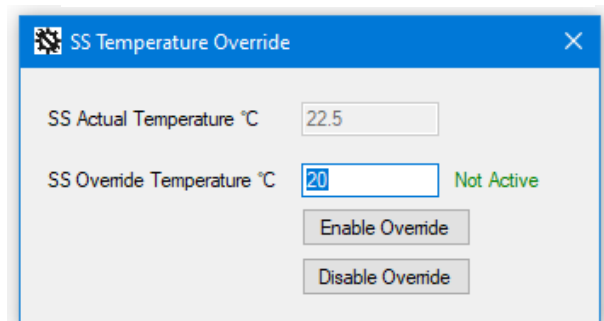 SS Temperature Override
SS Actual Temperature °C 22.5
SS Override Temperature °C 20 Not Active
Enable Override
Disable Override